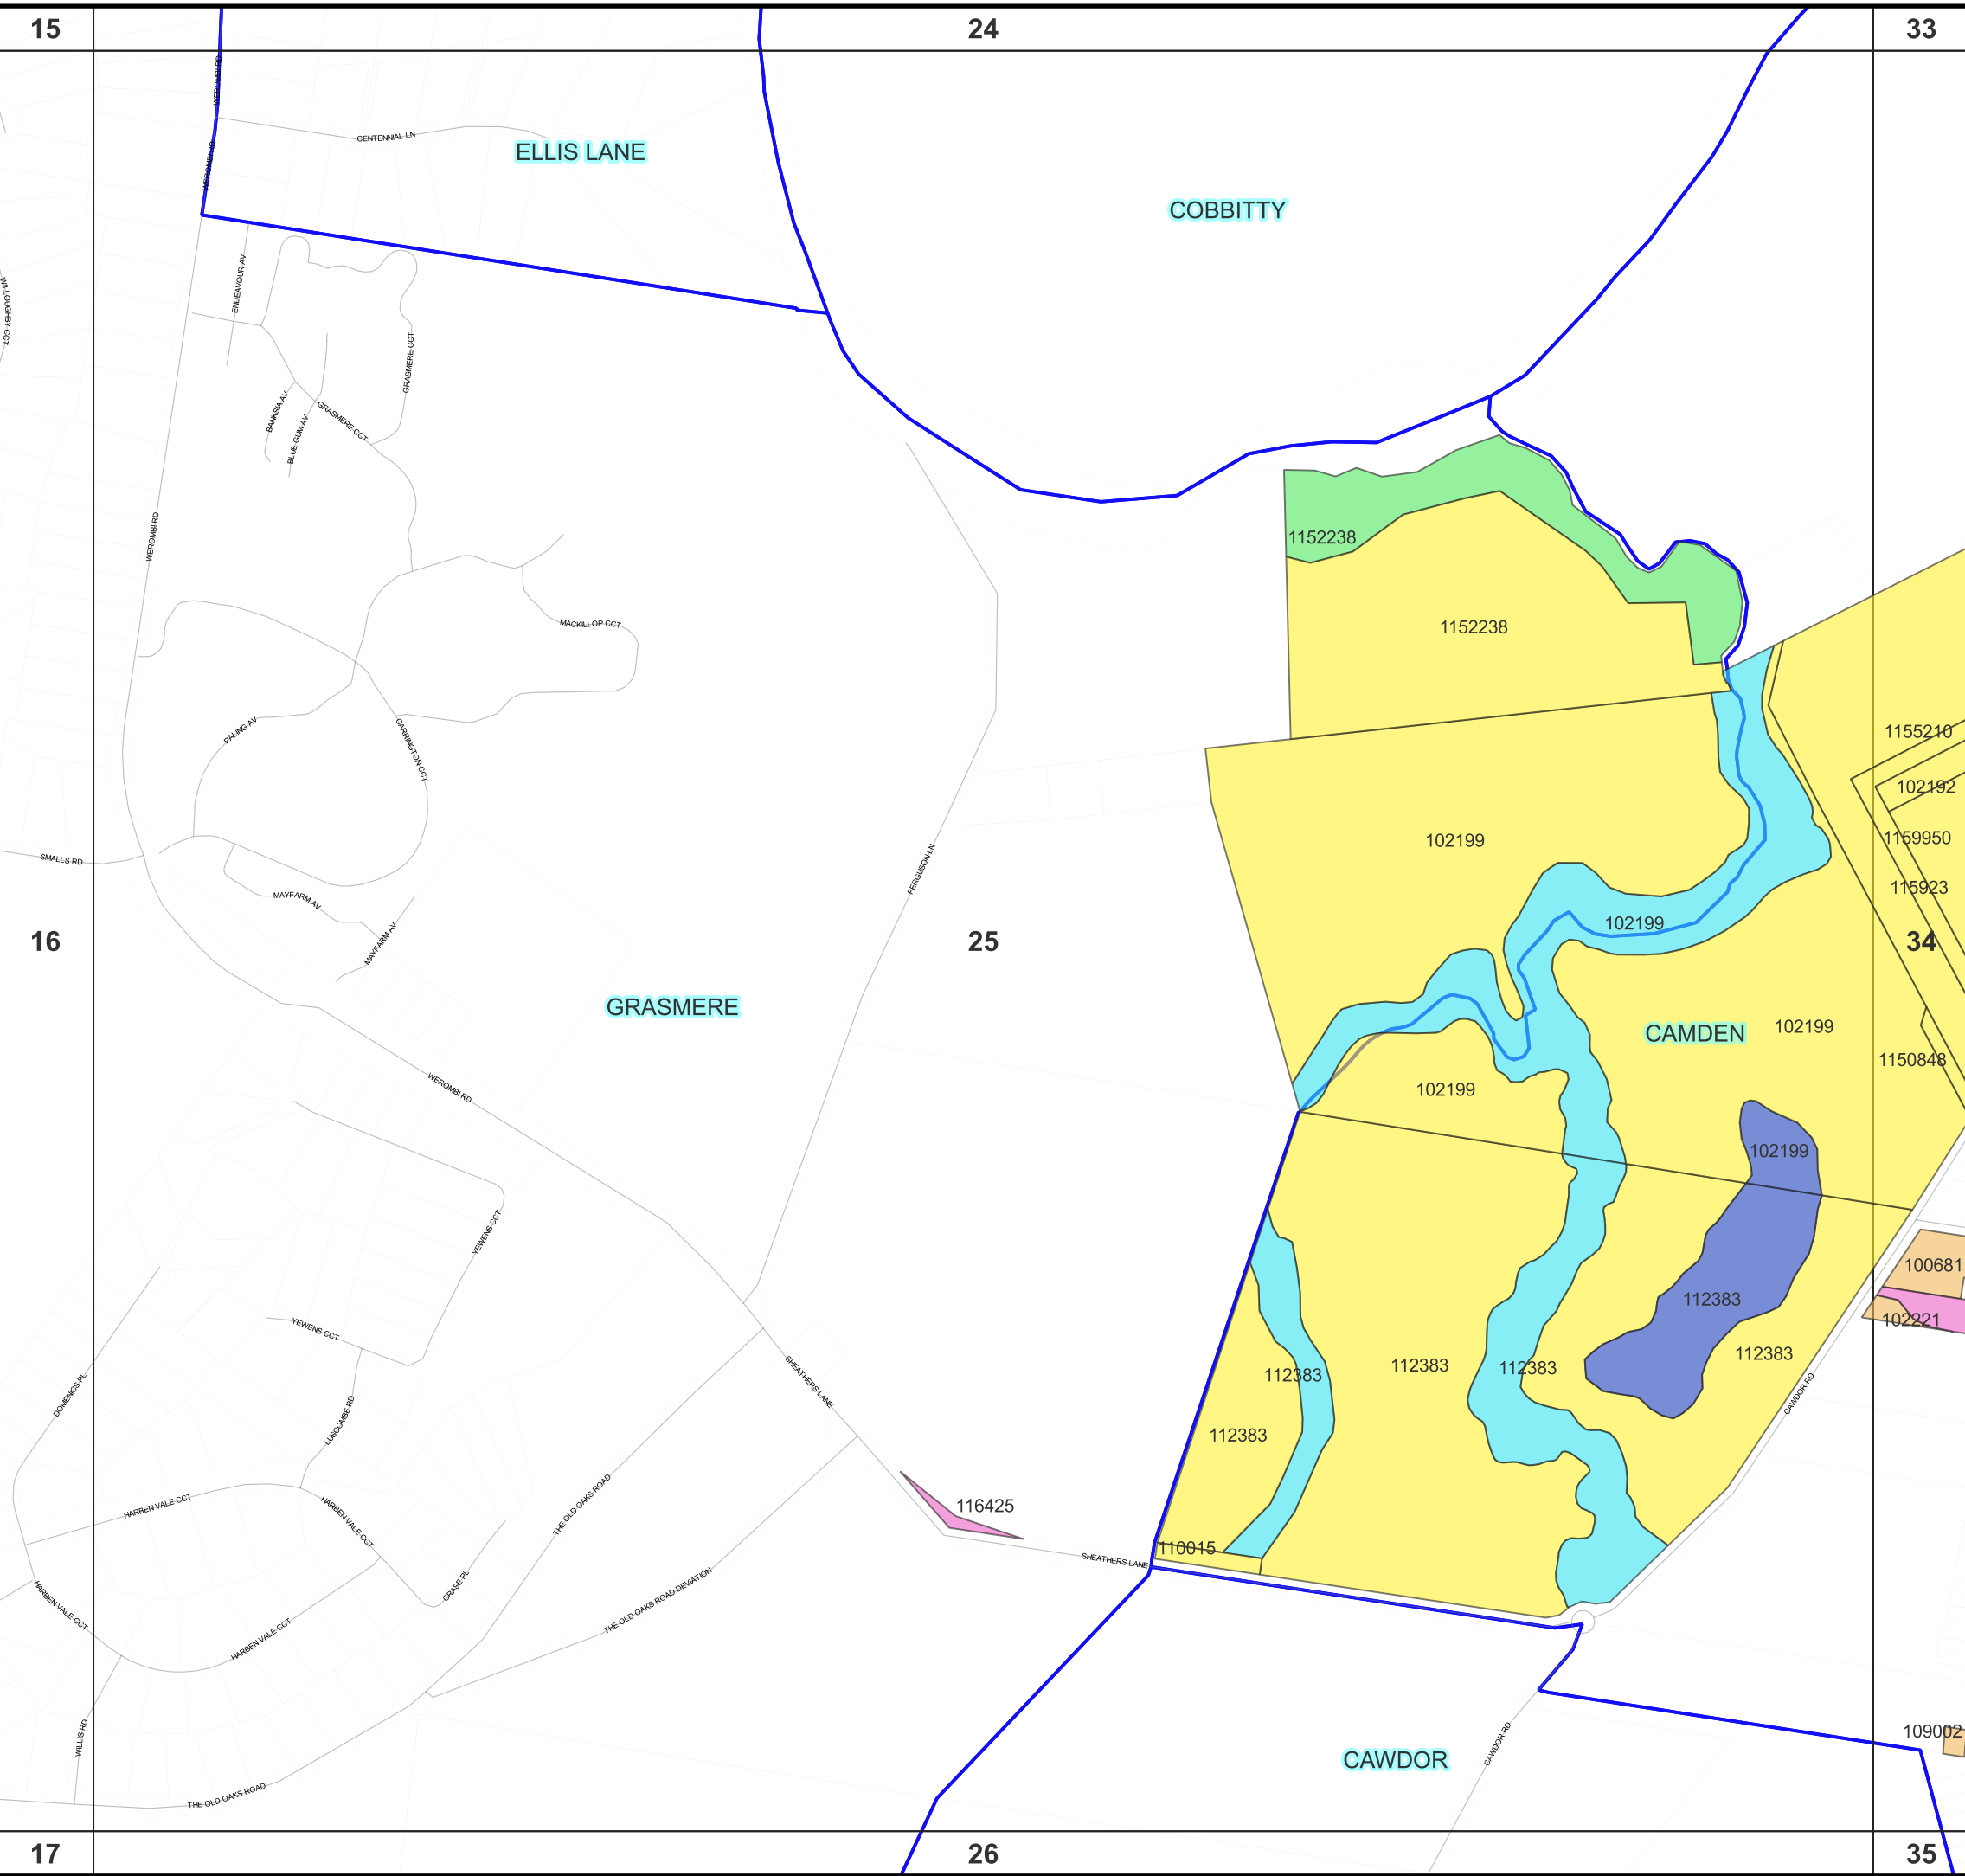 15
24
33
WEROMBI RD
CENTENNIAL LN
ELLIS LANE
WEROMBI RD
COBBITTY
ENDEAVOUR AV
WILLOUGHBY CCT
GRASMERE CCT
BANKSIA AV
GRASMERE CCT
BLUE GUM AV
WEROMBI RD
1152238
MACKILLOP CCT
1152238
PALING AV
CARRINGTON CCT
1155210
102192
102199
1159950
SMALLS RD
FERGUSON LN
115923
MAYFARM AV
102199
MAYFARM AV
16
25
34
GRASMERE
102199
CAMDEN
1150848
WEROMBI RD
102199
102199
YEWENS CCT
100681
112383
102221
YEWENS CCT
112383
112383
112383
112383
SHEATHERS LANE
DOMENICS PL
CAWDOR RD
LUSCOMBE RD
112383
HARBEN VALE CCT
116425
THE OLD OAKS ROAD
HARBEN VALE CCT
110015
SHEATHERS LANE
CRASE PL
HARBEN VALE CCT
THE OLD OAKS ROAD DEVIATION
HARBEN VALE CCT
WILLIS RD
109002
CAWDOR RD
CAWDOR
THE OLD OAKS ROAD
17
26
35